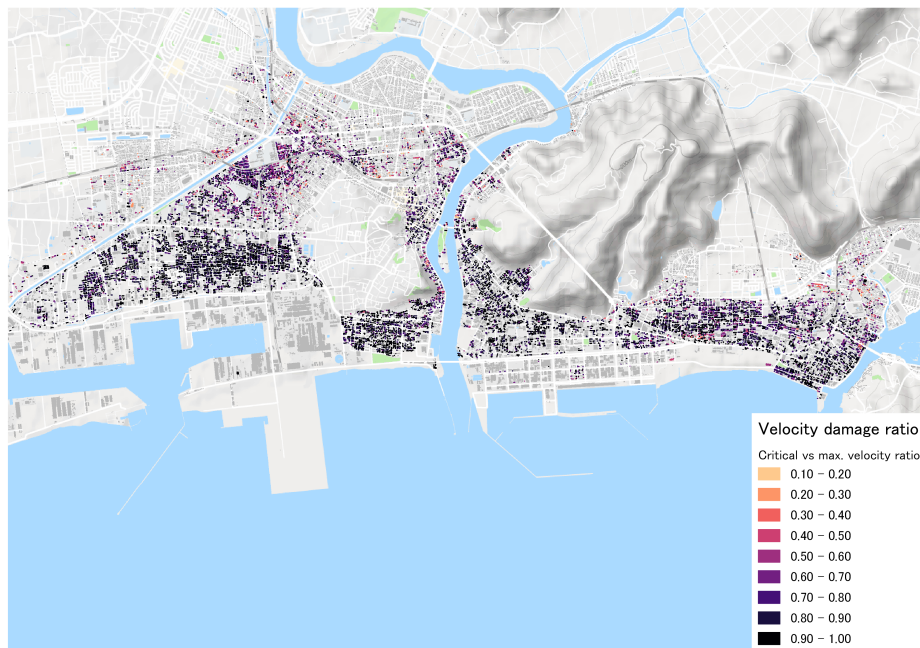 Velocity damage ratio
Critical vs max. velocity ratio
0.10 – 0.20
0.20 – 0.30
0.30 – 0.40
0.40 – 0.50
0.50 – 0.60
0.60 – 0.70
0.70 – 0.80
0.80 – 0.90
0.90 – 1.00